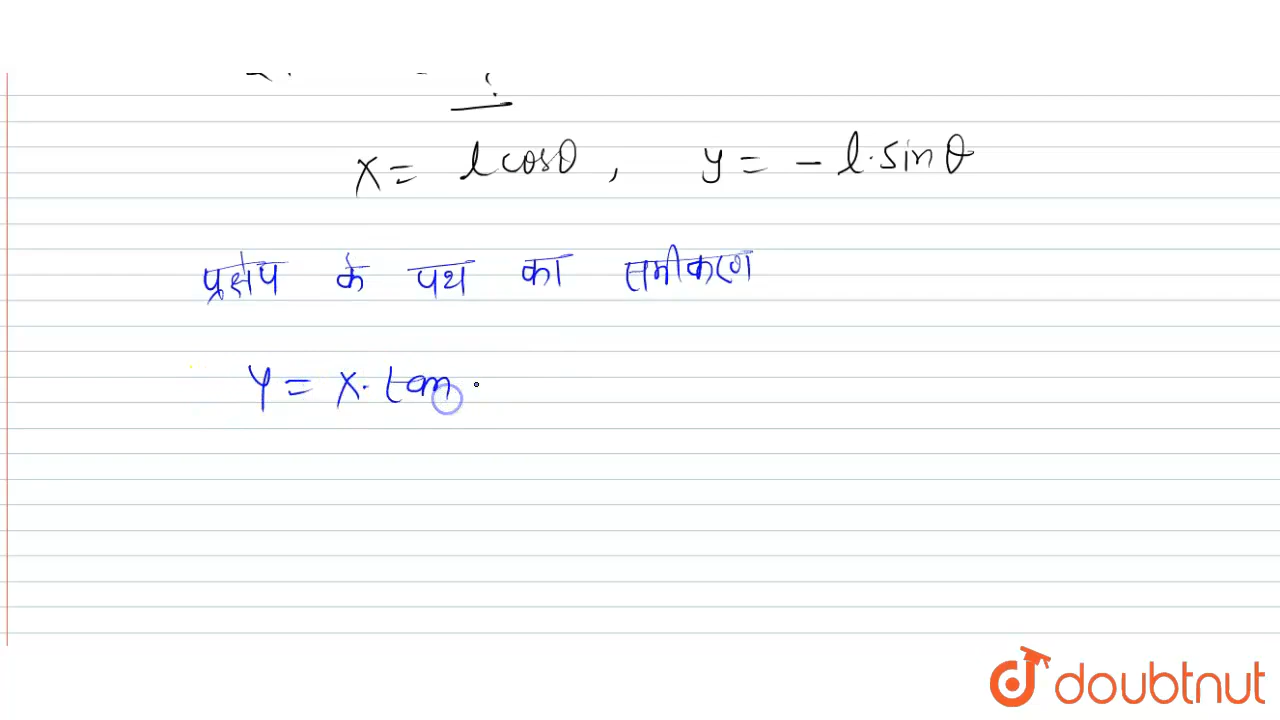 x = l cosθ, y = - l. sinθ
प्रक्षेप के पथ का समीकरण
y = x. tan
doubtnut